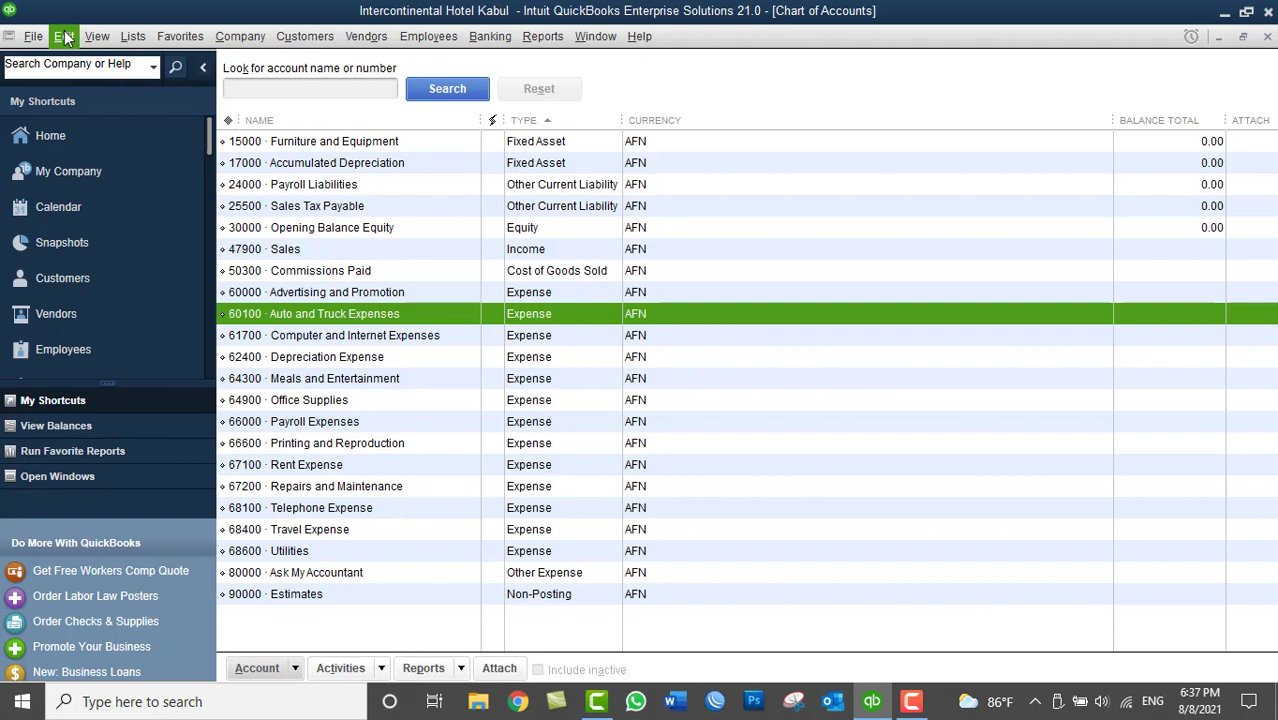 Intercontinental Hotel Kabul - Intuit QuickBooks Enterprise Solutions 21.0 - [Chart of Accounts]
File Edit View Lists Favorites Company Customers Vendors Employees Banking Reports Window Help
Search Company or Help
My Shortcuts
Home
My Company
Calendar
Snapshots
Customers
Vendors
Employees
My Shortcuts
View Balances
Run Favorite Reports
Open Windows
Do More With QuickBooks
Get Free Workers Comp Quote
Order Labor Law Posters
Order Checks & Supplies
Promote Your Business
New: Business Loans
Look for account name or number
Search Reset
NAME TYPE CURRENCY BALANCE TOTAL ATTACH
15000 · Furniture and Equipment Fixed Asset AFN 0.00
17000 · Accumulated Depreciation Fixed Asset AFN 0.00
24000 · Payroll Liabilities Other Current Liability AFN 0.00
25500 · Sales Tax Payable Other Current Liability AFN 0.00
30000 · Opening Balance Equity Equity AFN 0.00
47900 · Sales Income AFN
50300 · Commissions Paid Cost of Goods Sold AFN
60000 · Advertising and Promotion Expense AFN
60100 · Auto and Truck Expenses Expense AFN
61700 · Computer and Internet Expenses Expense AFN
62400 · Depreciation Expense Expense AFN
64300 · Meals and Entertainment Expense AFN
64900 · Office Supplies Expense AFN
66000 · Payroll Expenses Expense AFN
66600 · Printing and Reproduction Expense AFN
67100 · Rent Expense Expense AFN
67200 · Repairs and Maintenance Expense AFN
68100 · Telephone Expense Expense AFN
68400 · Travel Expense Expense AFN
68600 · Utilities Expense AFN
80000 · Ask My Accountant Other Expense AFN
90000 · Estimates Non-Posting AFN
Account Activities Reports Attach Include inactive
Type here to search
86°F ENG
6:37 PM
8/8/2021